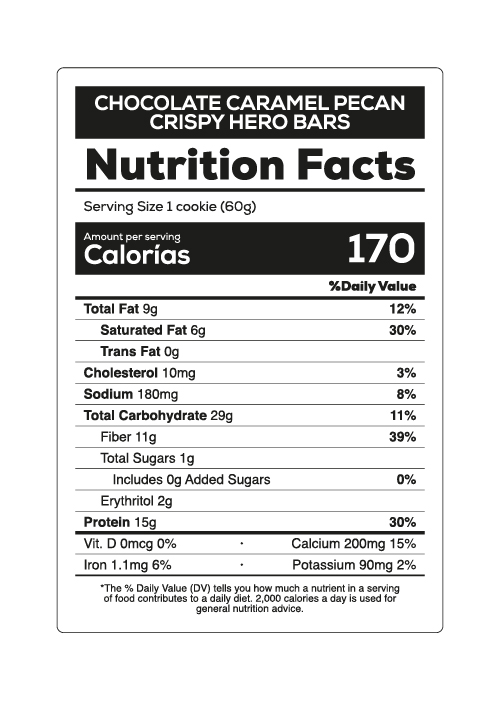 CHOCOLATE CARAMEL PECAN
CRISPY HERO BARS
Nutrition Facts
Serving Size 1 cookie (60g)
Amount per serving
Calorías 170
%Daily Value
Total Fat 9g 12%
Saturated Fat 6g 30%
Trans Fat 0g
Cholesterol 10mg 3%
Sodium 180mg 8%
Total Carbohydrate 29g 11%
Fiber 11g 39%
Total Sugars 1g
Includes 0g Added Sugars 0%
Erythritol 2g
Protein 15g 30%
Vit. D 0mcg 0% · Calcium 200mg 15%
Iron 1.1mg 6% · Potassium 90mg 2%
*The % Daily Value (DV) tells you how much a nutrient in a serving
of food contributes to a daily diet. 2,000 calories a day is used for
general nutrition advice.